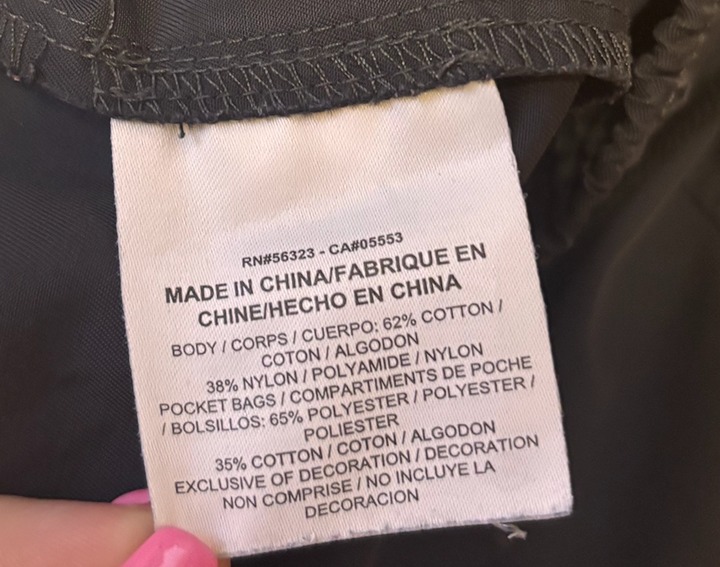 RN#56323 - CA#05553
MADE IN CHINA/FABRIQUE EN
CHINE/HECHO EN CHINA
BODY / CORPS / CUERPO: 62% COTTON /
COTON / ALGODON
38% NYLON / POLYAMIDE / NYLON
POCKET BAGS / COMPARTIMENTS DE POCHE
/ BOLSILLOS: 65% POLYESTER / POLYESTER /
POLIESTER
35% COTTON / COTON / ALGODON
EXCLUSIVE OF DECORATION / DECORATION
NON COMPRISE / NO INCLUYE LA
DECORACION